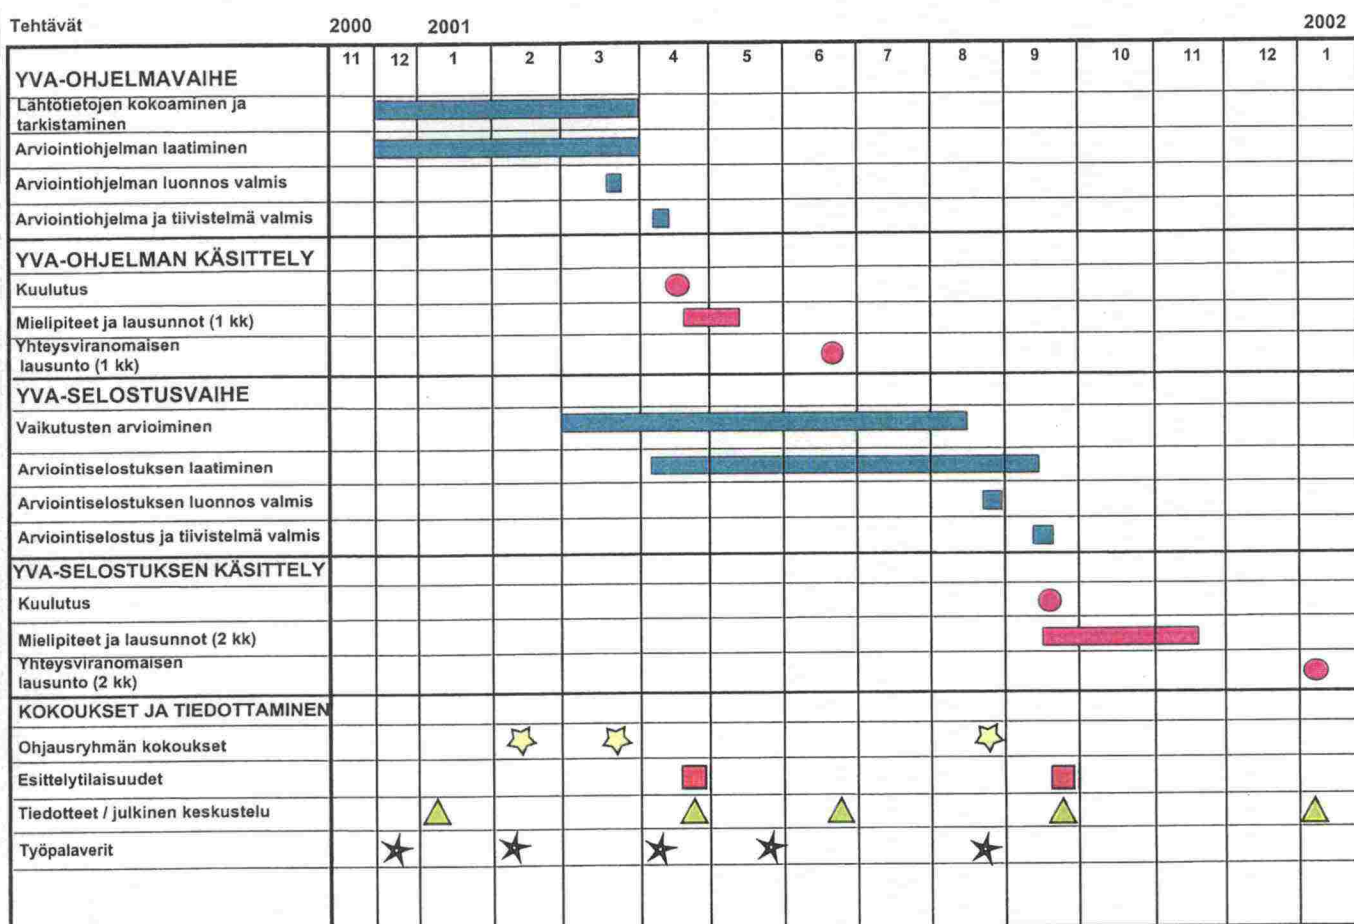 Tehtävät 2000 2001 2002
11 12 1 2 3 4 5 6 7 8 9 10 11 12 1
YVA-OHJELMAVAIHE
Lähtötietojen kokoaminen ja
tarkistaminen
Arviointiohjelman laatiminen
Arviointiohjelman luonnos valmis
Arviointiohjelma ja tiivistelmä valmis
YVA-OHJELMAN KÄSITTELY
Kuulutus
Mielipiteet ja lausunnot (1 kk)
Yhteysviranomaisen
lausunto (1 kk)
YVA-SELOSTUSVAIHE
Vaikutusten arvioiminen
Arviointiselostuksen laatiminen
Arviointiselostuksen luonnos valmis
Arviointiselostus ja tiivistelmä valmis
YVA-SELOSTUKSEN KÄSITTELY
Kuulutus
Mielipiteet ja lausunnot (2 kk)
Yhteysviranomaisen
lausunto (2 kk)
KOKOUKSET JA TIEDOTTAMINEN
Ohjausryhmän kokoukset
Esittelytilaisuudet
Tiedotteet / julkinen keskustelu
Työpalaverit